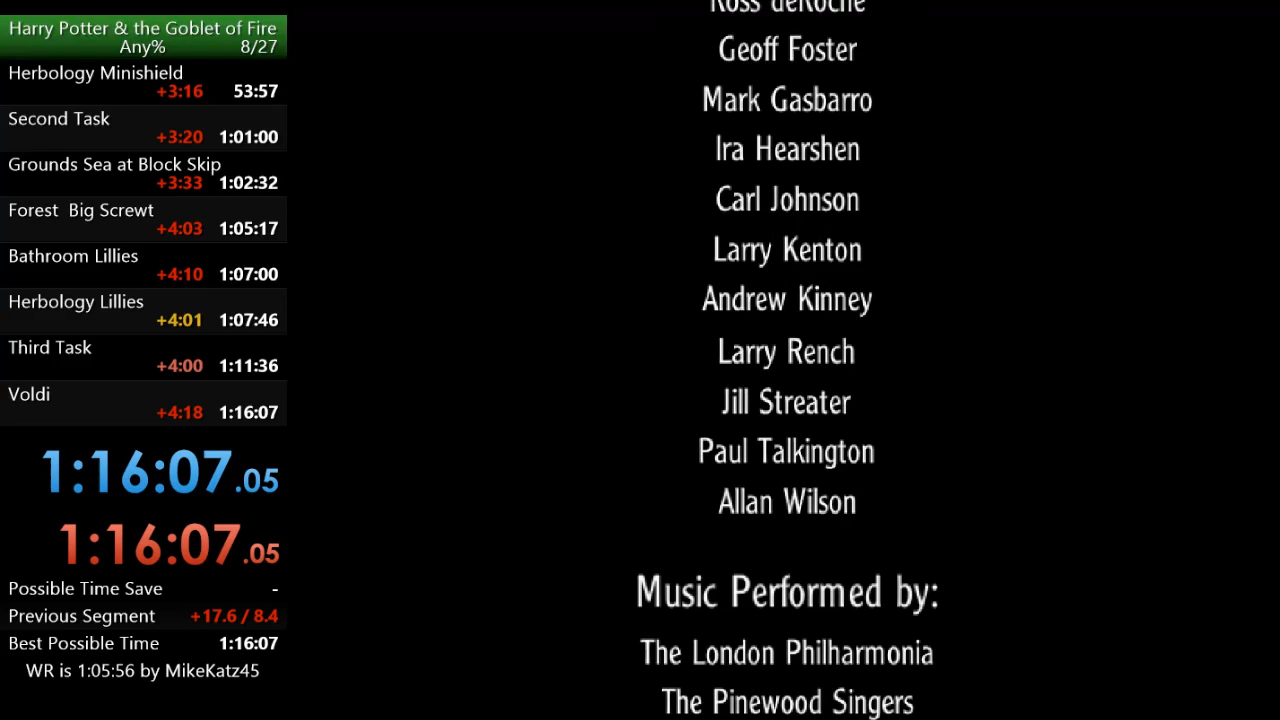 Harry Potter & the Goblet of Fire
Any% 8/27
Herbology Minishield
+3:16 53:57
Second Task
+3:20 1:01:00
Grounds Sea at Block Skip
+3:33 1:02:32
Forest Big Screwt
+4:03 1:05:17
Bathroom Lillies
+4:10 1:07:00
Herbology Lillies
+4:01 1:07:46
Third Task
+4:00 1:11:36
Voldi
+4:18 1:16:07
1:16:07.05
1:16:07.05
Possible Time Save -
Previous Segment +17.6 / 8.4
Best Possible Time 1:16:07
WR is 1:05:56 by MikeKatz45
Ross deRoche
Geoff Foster
Mark Gasbarro
Ira Hearshen
Carl Johnson
Larry Kenton
Andrew Kinney
Larry Rench
Jill Streater
Paul Talkington
Allan Wilson
Music Performed by:
The London Philharmonia
The Pinewood Singers